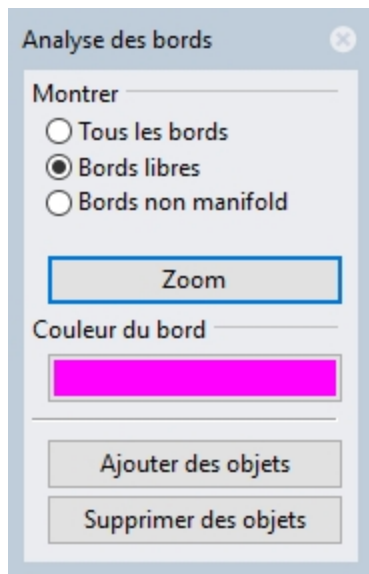 Analyse des bords
Montrer
Tous les bords
Bords libres
Bords non manifold
Zoom
Couleur du bord
Ajouter des objets
Supprimer des objets